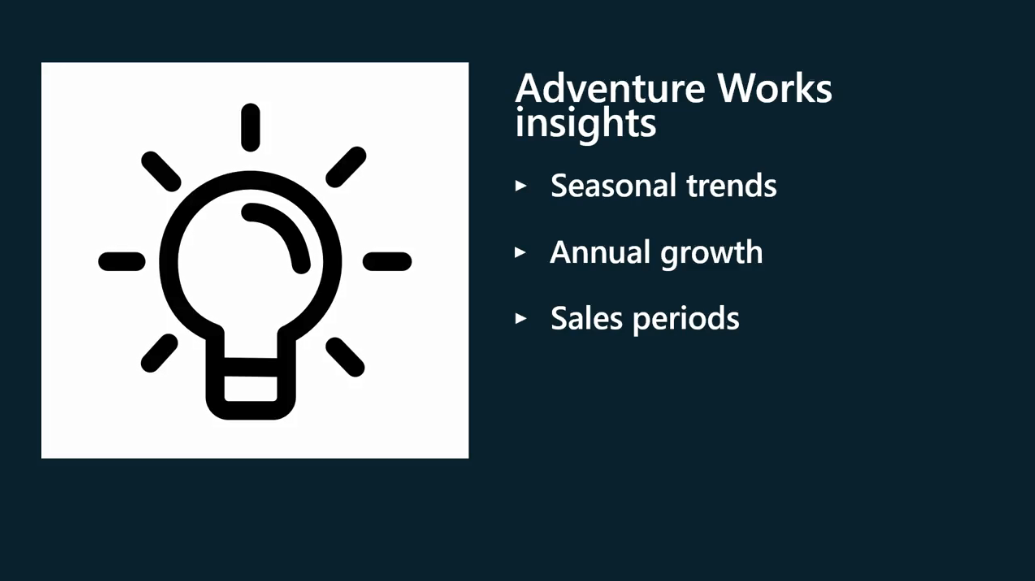 Adventure Works
insights
Seasonal trends
Annual growth
Sales periods